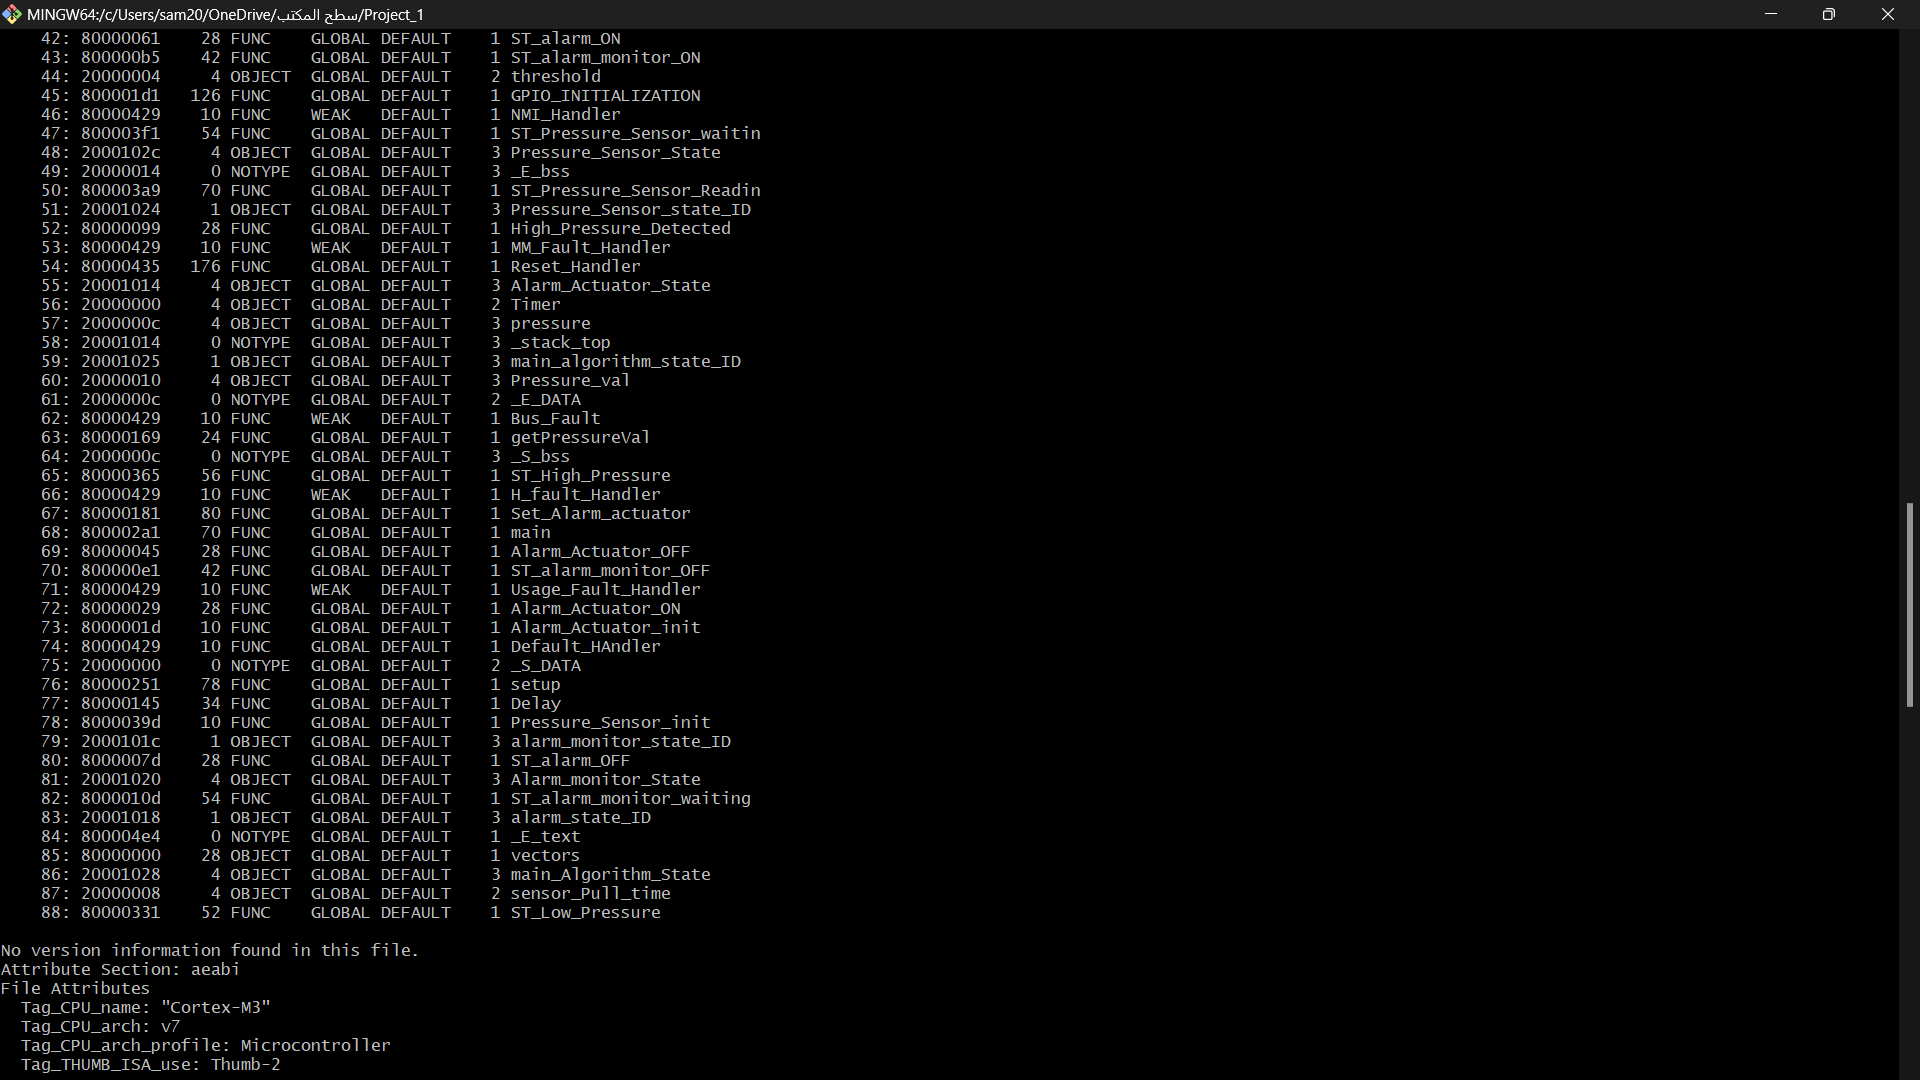 MINGW64:/c/Users/sam20/OneDrive/سطح المكتب/Project_1
42: 80000061    28 FUNC    GLOBAL DEFAULT    1 ST_alarm_ON
43: 800000b5    42 FUNC    GLOBAL DEFAULT    1 ST_alarm_monitor_ON
44: 20000004     4 OBJECT  GLOBAL DEFAULT    2 threshold
45: 800001d1   126 FUNC    GLOBAL DEFAULT    1 GPIO_INITIALIZATION
46: 80000429    10 FUNC    WEAK   DEFAULT    1 NMI_Handler
47: 800003f1    54 FUNC    GLOBAL DEFAULT    1 ST_Pressure_Sensor_waitin
48: 2000102c     4 OBJECT  GLOBAL DEFAULT    3 Pressure_Sensor_State
49: 20000014     0 NOTYPE  GLOBAL DEFAULT    3 _E_bss
50: 800003a9    70 FUNC    GLOBAL DEFAULT    1 ST_Pressure_Sensor_Readin
51: 20001024     1 OBJECT  GLOBAL DEFAULT    3 Pressure_Sensor_state_ID
52: 80000099    28 FUNC    GLOBAL DEFAULT    1 High_Pressure_Detected
53: 80000429    10 FUNC    WEAK   DEFAULT    1 MM_Fault_Handler
54: 80000435   176 FUNC    GLOBAL DEFAULT    1 Reset_Handler
55: 20001014     4 OBJECT  GLOBAL DEFAULT    3 Alarm_Actuator_State
56: 20000000     4 OBJECT  GLOBAL DEFAULT    2 Timer
57: 2000000c     4 OBJECT  GLOBAL DEFAULT    3 pressure
58: 20001014     0 NOTYPE  GLOBAL DEFAULT    3 _stack_top
59: 20001025     1 OBJECT  GLOBAL DEFAULT    3 main_algorithm_state_ID
60: 20000010     4 OBJECT  GLOBAL DEFAULT    3 Pressure_val
61: 2000000c     0 NOTYPE  GLOBAL DEFAULT    2 _E_DATA
62: 80000429    10 FUNC    WEAK   DEFAULT    1 Bus_Fault
63: 80000169    24 FUNC    GLOBAL DEFAULT    1 getPressureVal
64: 2000000c     0 NOTYPE  GLOBAL DEFAULT    3 _S_bss
65: 80000365    56 FUNC    GLOBAL DEFAULT    1 ST_High_Pressure
66: 80000429    10 FUNC    WEAK   DEFAULT    1 H_fault_Handler
67: 80000181    80 FUNC    GLOBAL DEFAULT    1 Set_Alarm_actuator
68: 800002a1    70 FUNC    GLOBAL DEFAULT    1 main
69: 80000045    28 FUNC    GLOBAL DEFAULT    1 Alarm_Actuator_OFF
70: 800000e1    42 FUNC    GLOBAL DEFAULT    1 ST_alarm_monitor_OFF
71: 80000429    10 FUNC    WEAK   DEFAULT    1 Usage_Fault_Handler
72: 80000029    28 FUNC    GLOBAL DEFAULT    1 Alarm_Actuator_ON
73: 8000001d    10 FUNC    GLOBAL DEFAULT    1 Alarm_Actuator_init
74: 80000429    10 FUNC    GLOBAL DEFAULT    1 Default_HAndler
75: 20000000     0 NOTYPE  GLOBAL DEFAULT    2 _S_DATA
76: 80000251    78 FUNC    GLOBAL DEFAULT    1 setup
77: 80000145    34 FUNC    GLOBAL DEFAULT    1 Delay
78: 8000039d    10 FUNC    GLOBAL DEFAULT    1 Pressure_Sensor_init
79: 2000101c     1 OBJECT  GLOBAL DEFAULT    3 alarm_monitor_state_ID
80: 8000007d    28 FUNC    GLOBAL DEFAULT    1 ST_alarm_OFF
81: 20001020     4 OBJECT  GLOBAL DEFAULT    3 Alarm_monitor_State
82: 8000010d    54 FUNC    GLOBAL DEFAULT    1 ST_alarm_monitor_waiting
83: 20001018     1 OBJECT  GLOBAL DEFAULT    3 alarm_state_ID
84: 800004e4     0 NOTYPE  GLOBAL DEFAULT    1 _E_text
85: 80000000    28 OBJECT  GLOBAL DEFAULT    1 vectors
86: 20001028     4 OBJECT  GLOBAL DEFAULT    3 main_Algorithm_State
87: 20000008     4 OBJECT  GLOBAL DEFAULT    2 sensor_Pull_time
88: 80000331    52 FUNC    GLOBAL DEFAULT    1 ST_Low_Pressure
No version information found in this file.
Attribute Section: aeabi
File Attributes
Tag_CPU_name: "Cortex-M3"
Tag_CPU_arch: v7
Tag_CPU_arch_profile: Microcontroller
Tag_THUMB_ISA_use: Thumb-2